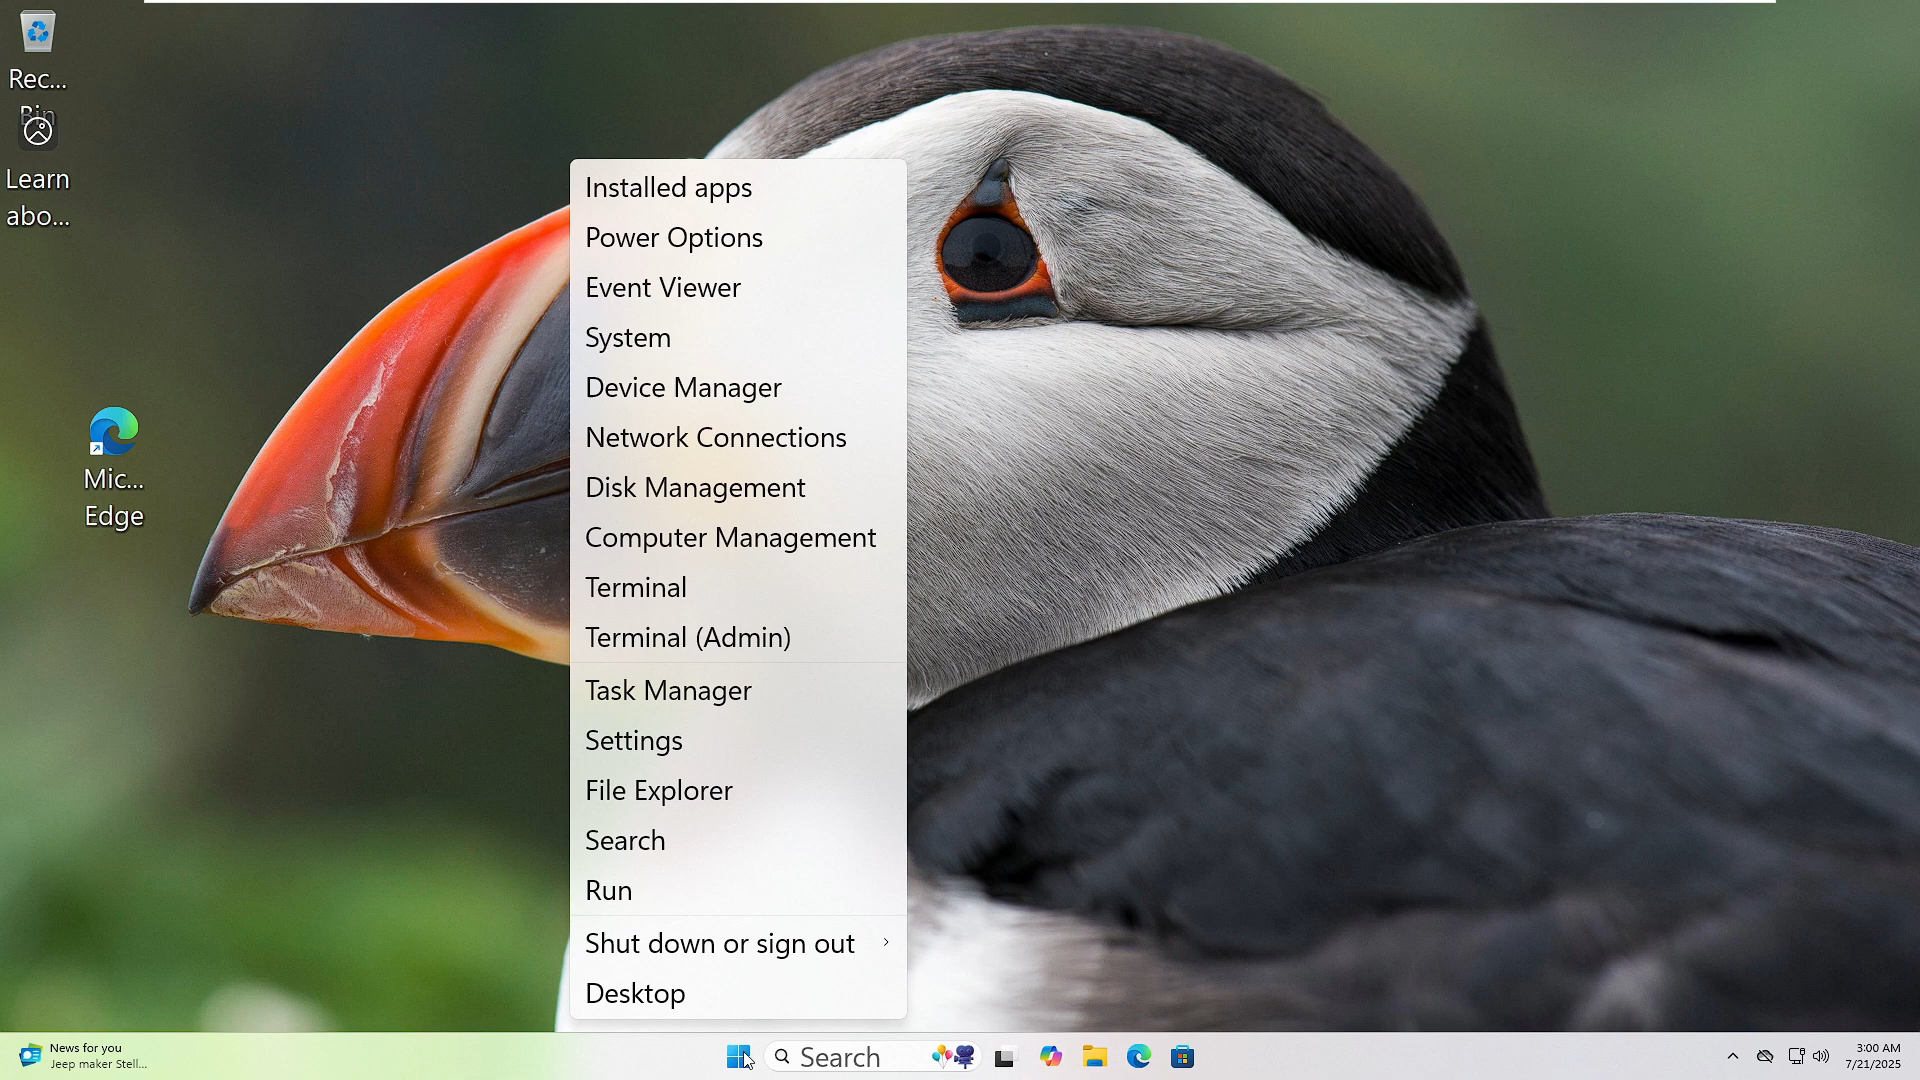 Rec...
Bin
Learn
abo...
Mic...
Edge
Installed apps
Power Options
Event Viewer
System
Device Manager
Network Connections
Disk Management
Computer Management
Terminal
Terminal (Admin)
Task Manager
Settings
File Explorer
Search
Run
Shut down or sign out
Desktop
News for you
Jeep maker Stell...
Search
3:00 AM
7/21/2025